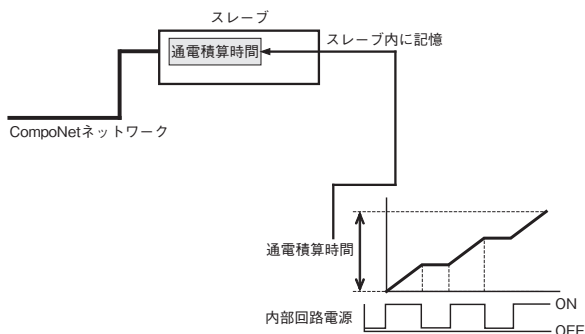 スレーブ
通電積算時間
スレーブ内に記憶
CompoNetネットワーク
通電積算時間
内部回路電源
ON
OFF